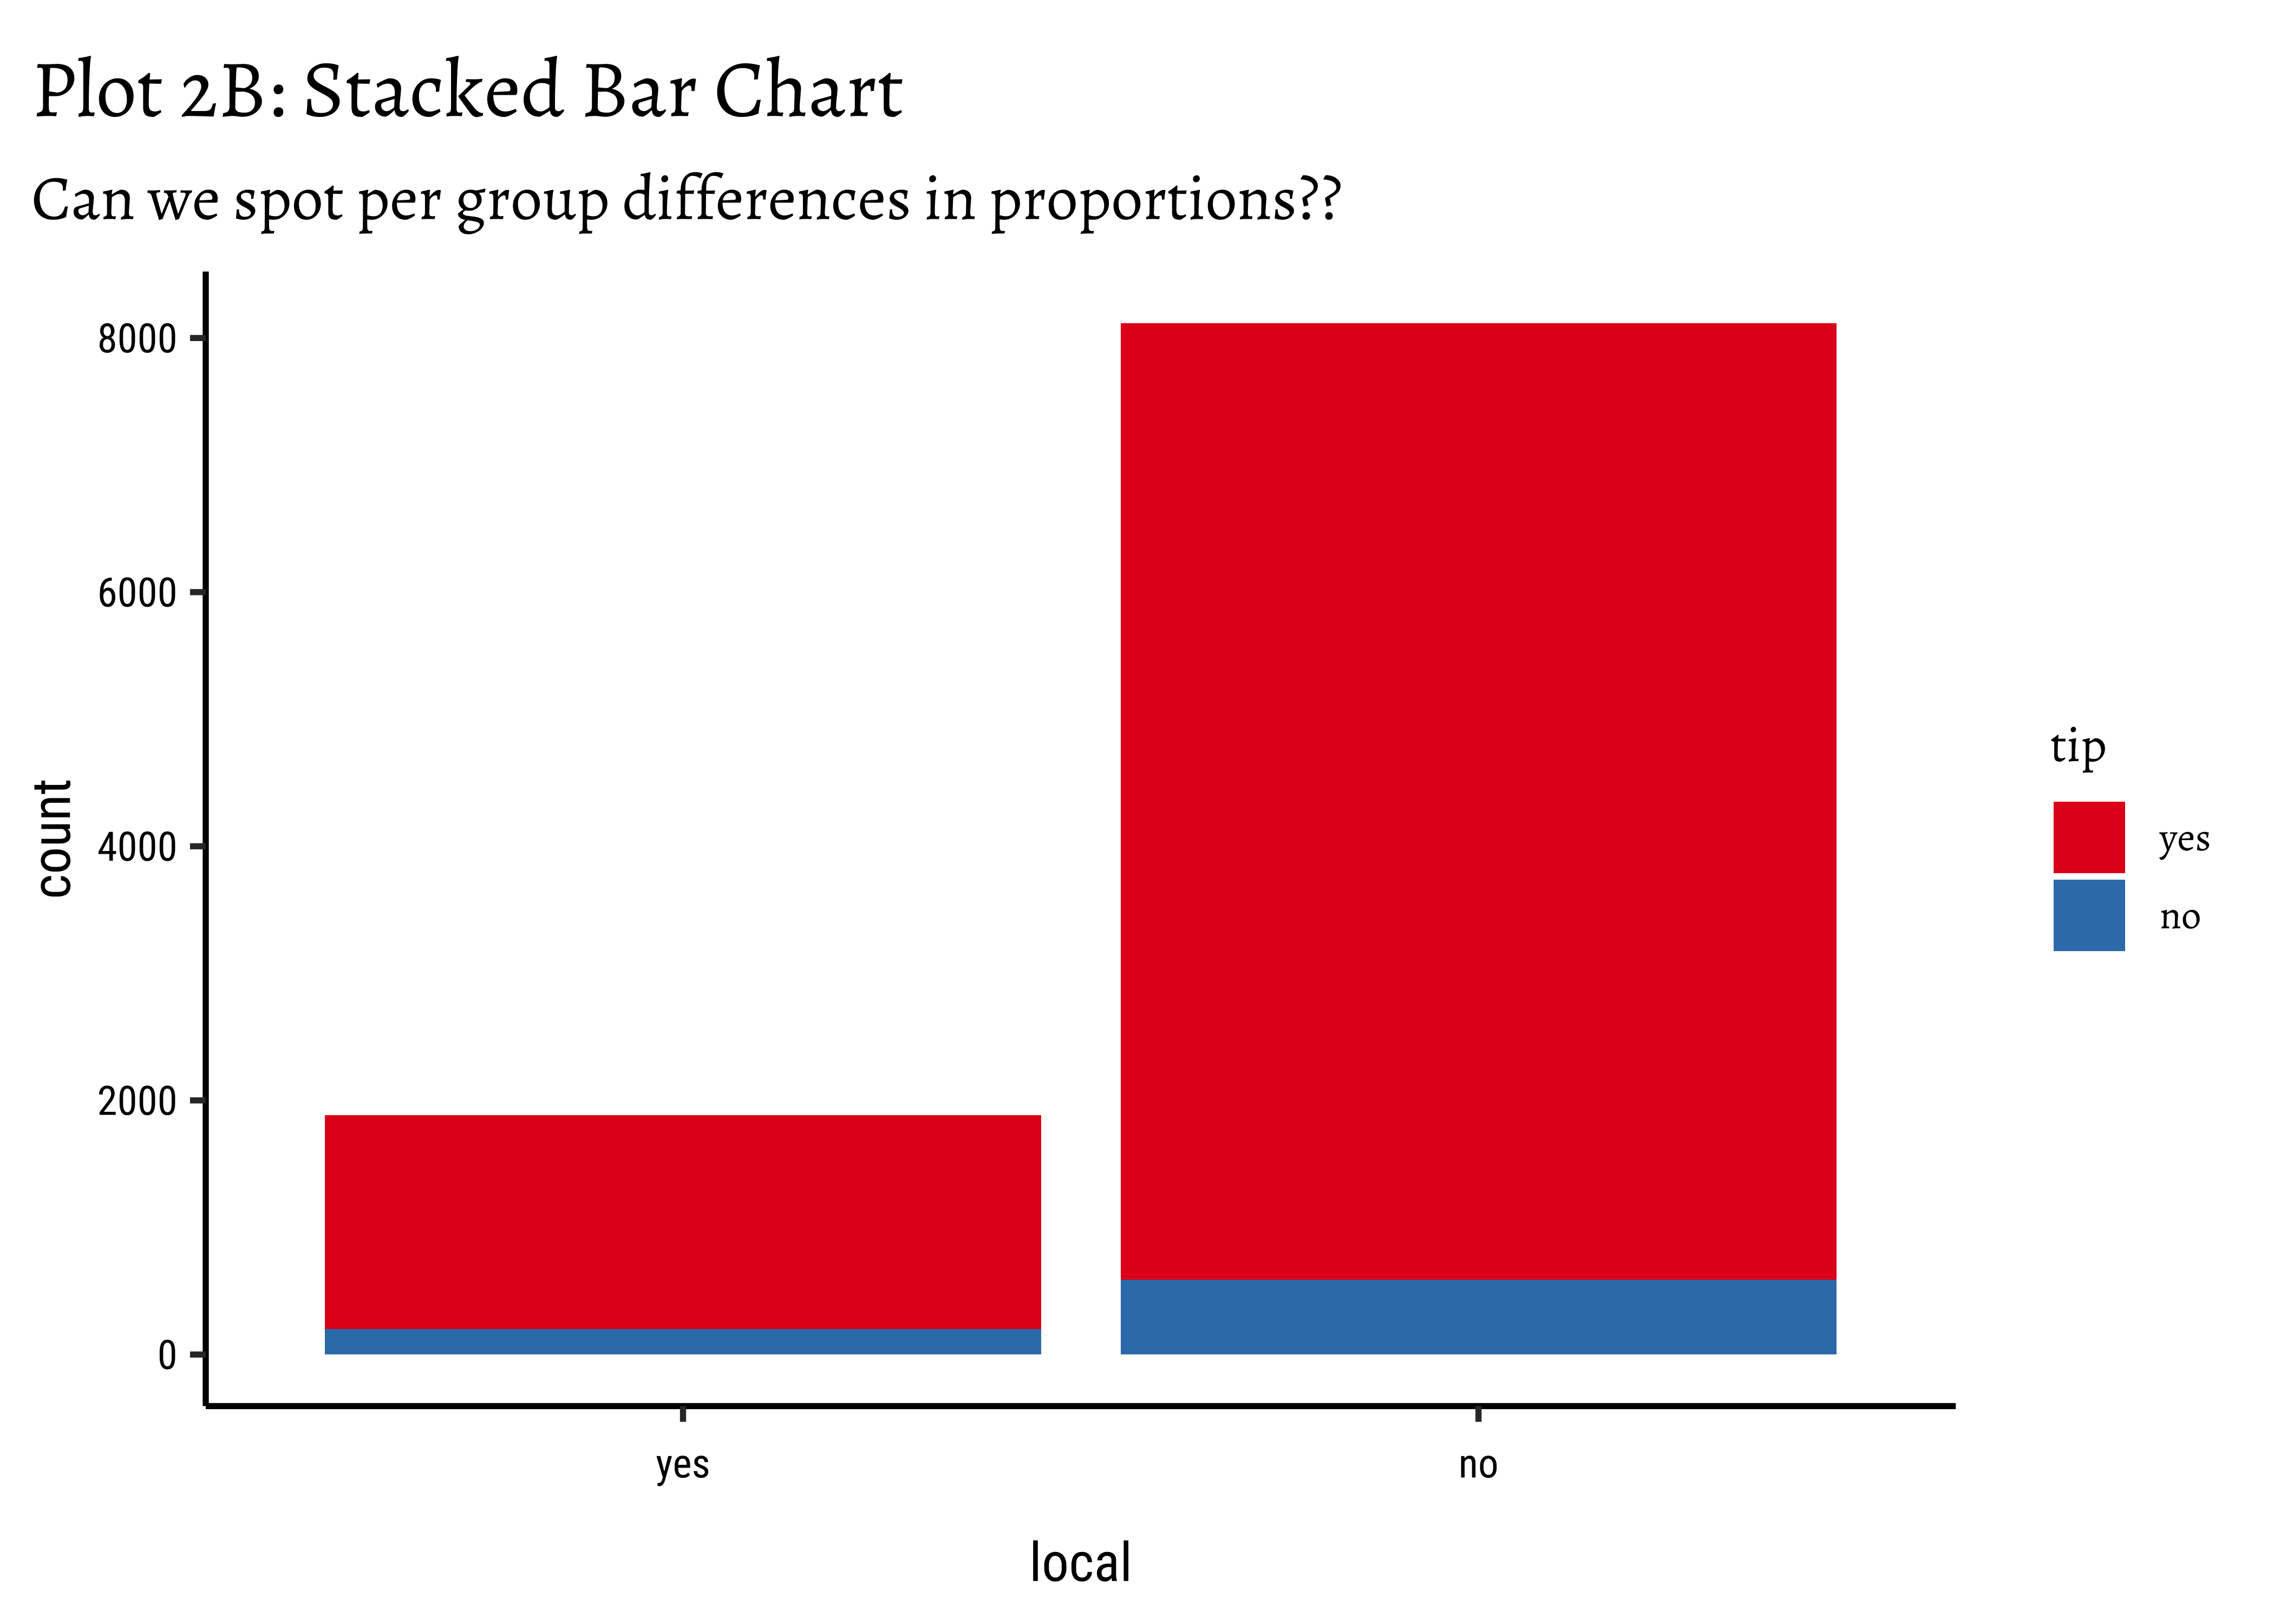 Plot 2B: Stacked Bar Chart
Can we spot per group differences in proportions??
count
8000
6000
4000
2000
0
yes
no
local
tip
yes
no